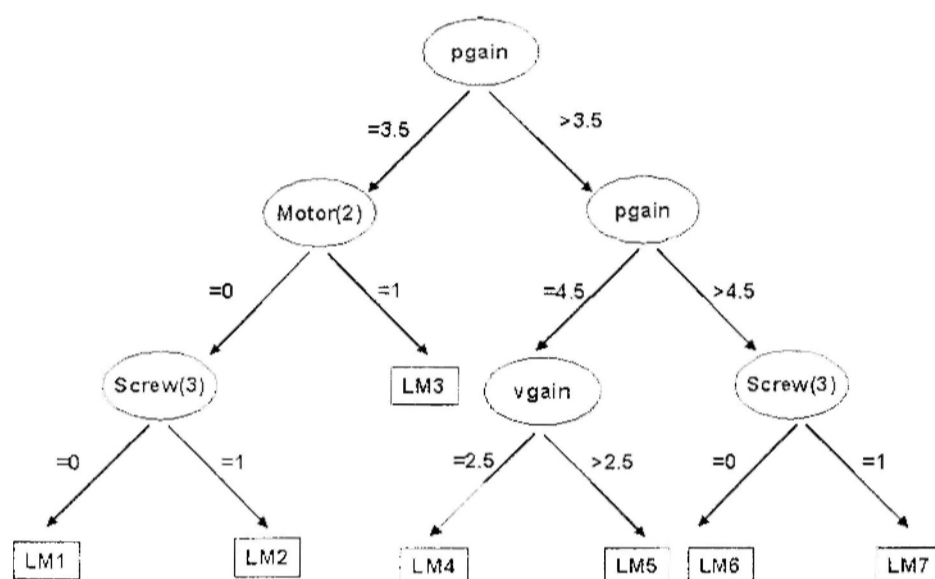 pgain
=3.5 >3.5
Motor(2) pgain
=0 =1 =4.5 >4.5
Screw(3) LM3 vgain Screw(3)
=0 =1 =2.5 >2.5 =0 =1
LM1 LM2 LM4 LM5 LM6 LM7